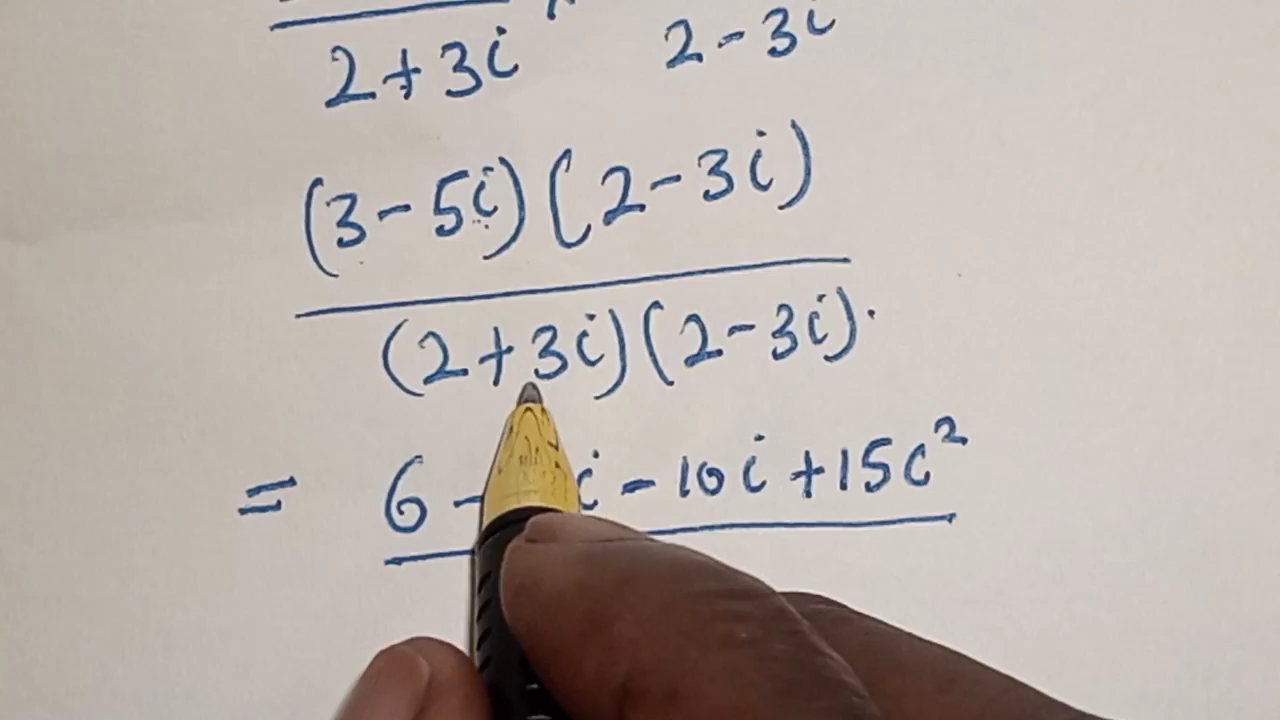 2+3i 2-3i
(3-5i)(2-3i)
(2+3i)(2-3i).
= 6 - i - 10i + 15i²